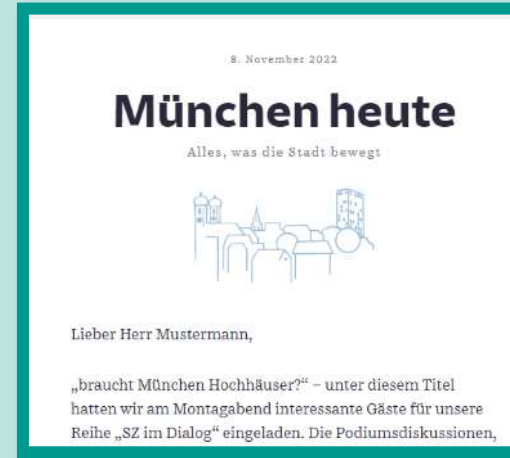 8. November 2022
München heute
Alles, was die Stadt bewegt
Lieber Herr Mustermann,
„braucht München Hochhäuser?“ – unter diesem Titel
hatten wir am Montagabend interessante Gäste für unsere
Reihe „SZ im Dialog“ eingeladen. Die Podiumsdiskussionen,